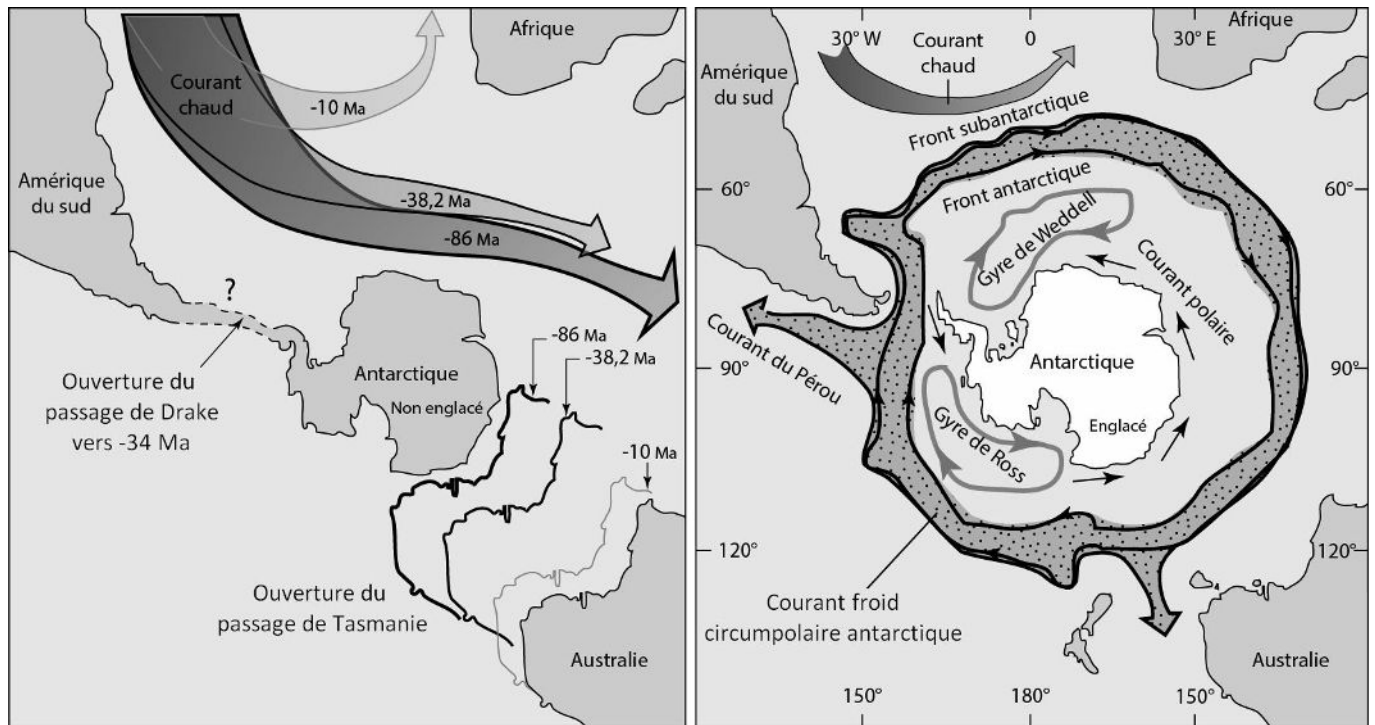 Afrique
Courant
chaud
-10 Ma
Amérique
du sud
-38,2 Ma
-86 Ma
?
Ouverture du
passage de Drake
vers -34 Ma
Antarctique
Non englacé
-86 Ma
-38,2 Ma
-10 Ma
Ouverture du
passage de Tasmanie
Australie
30° W
0
30° E
Afrique
Courant
chaud
Amérique
du sud
Front subantarctique
60°
60°
Front antarctique
Gyre de Weddell
Courant polaire
Courant du Pérou
90°
90°
Antarctique
Englacé
Gyre de Ross
120°
120°
Courant froid
circumpolaire antarctique
150°
180°
150°